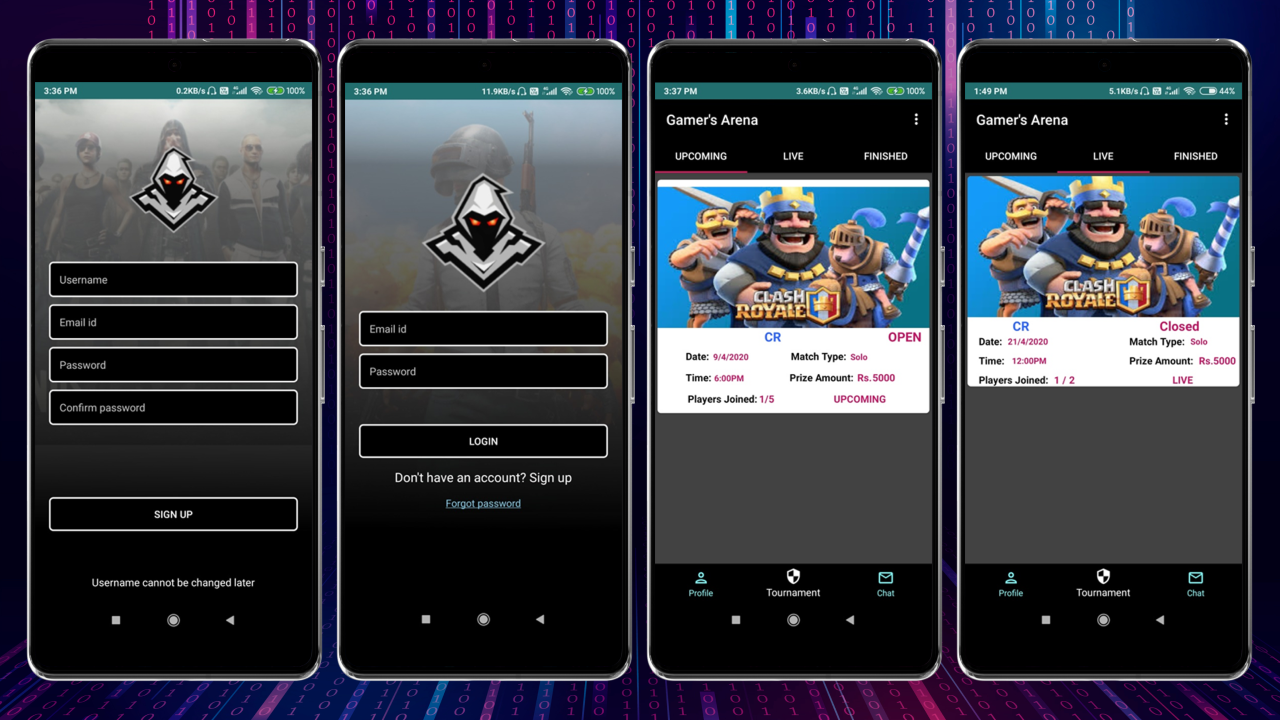 3:36 PM
0.2KB/s
100%
Username
Email id
Password
Confirm password
SIGN UP
Username cannot be changed later
3:36 PM
11.9KB/s
100%
Email id
Password
LOGIN
Don't have an account? Sign up
Forgot password
3:37 PM
3.6KB/s
100%
Gamer's Arena
UPCOMING LIVE FINISHED
CLASH
ROYALE
CR OPEN
Date: 9/4/2020 Match Type: Solo
Time: 6:00PM Prize Amount: Rs.5000
Players Joined: 1/5 UPCOMING
Profile Tournament Chat
1:49 PM
5.1KB/s
44%
Gamer's Arena
UPCOMING LIVE FINISHED
CLASH
ROYALE
CR Closed
Date: 21/4/2020 Match Type: Solo
Time: 12:00PM Prize Amount: Rs.5000
Players Joined: 1 / 2 LIVE
Profile Tournament Chat